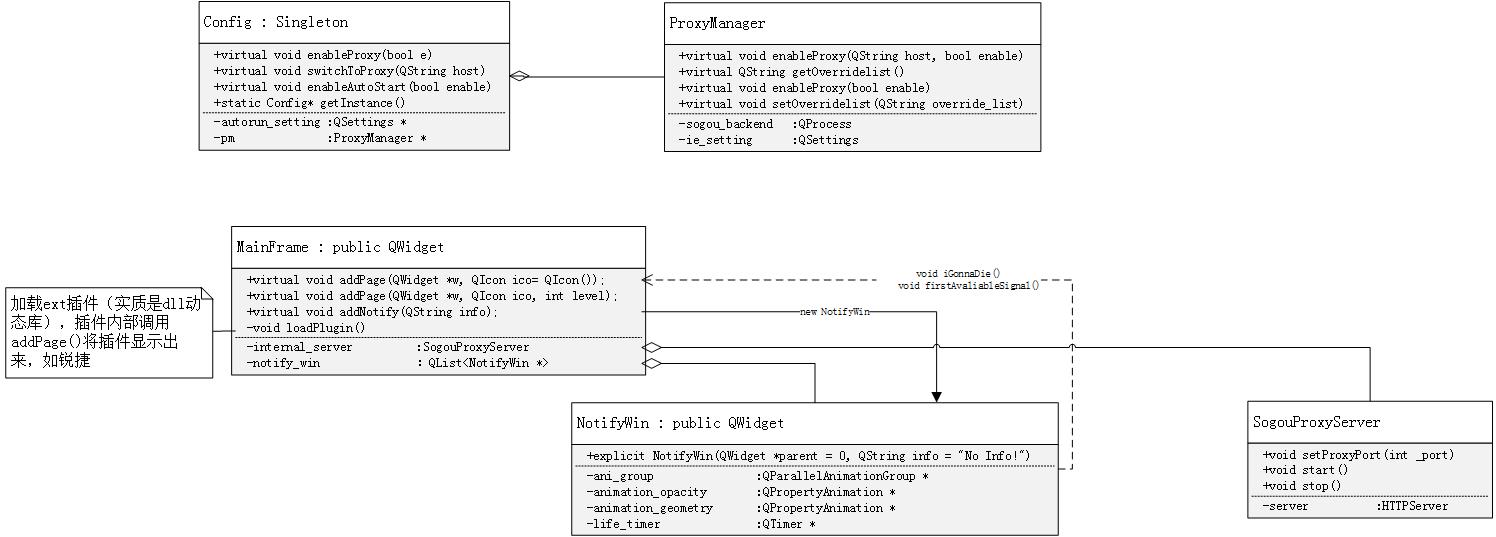 Config : Singleton
+virtual void enableProxy(bool e)
+virtual void switchToProxy(QString host)
+virtual void enableAutoStart(bool enable)
+static Config* getInstance()
-autorun_setting :QSettings *
-pm :ProxyManager *
ProxyManager
+virtual void enableProxy(QString host, bool enable)
+virtual QString getOverridelist()
+virtual void enableProxy(bool enable)
+virtual void setOverridelist(QString override_list)
-sogou_backend :QProcess
-ie_setting :QSettings
MainFrame : public QWidget
+virtual void addPage(QWidget *w, QIcon ico= QIcon());
+virtual void addPage(QWidget *w, QIcon ico, int level);
+virtual void addNotify(QString info);
-void loadPlugin()
-internal_server :SogouProxyServer
-notify_win : QList<NotifyWin *>
加载ext插件（实质是dll动
态库），插件内部调用
addPage()将插件显示出
来，如锐捷
void iGonnaDie()
void firstAvaliableSignal()
new NotifyWin
NotifyWin : public QWidget
+explicit NotifyWin(QWidget *parent = 0, QString info = "No Info!")
-ani_group :QParallelAnimationGroup *
-animation_opacity :QPropertyAnimation *
-animation_geometry :QPropertyAnimation *
-life_timer :QTimer *
SogouProxyServer
+void setProxyPort(int _port)
+void start()
+void stop()
-server :HTTPServer